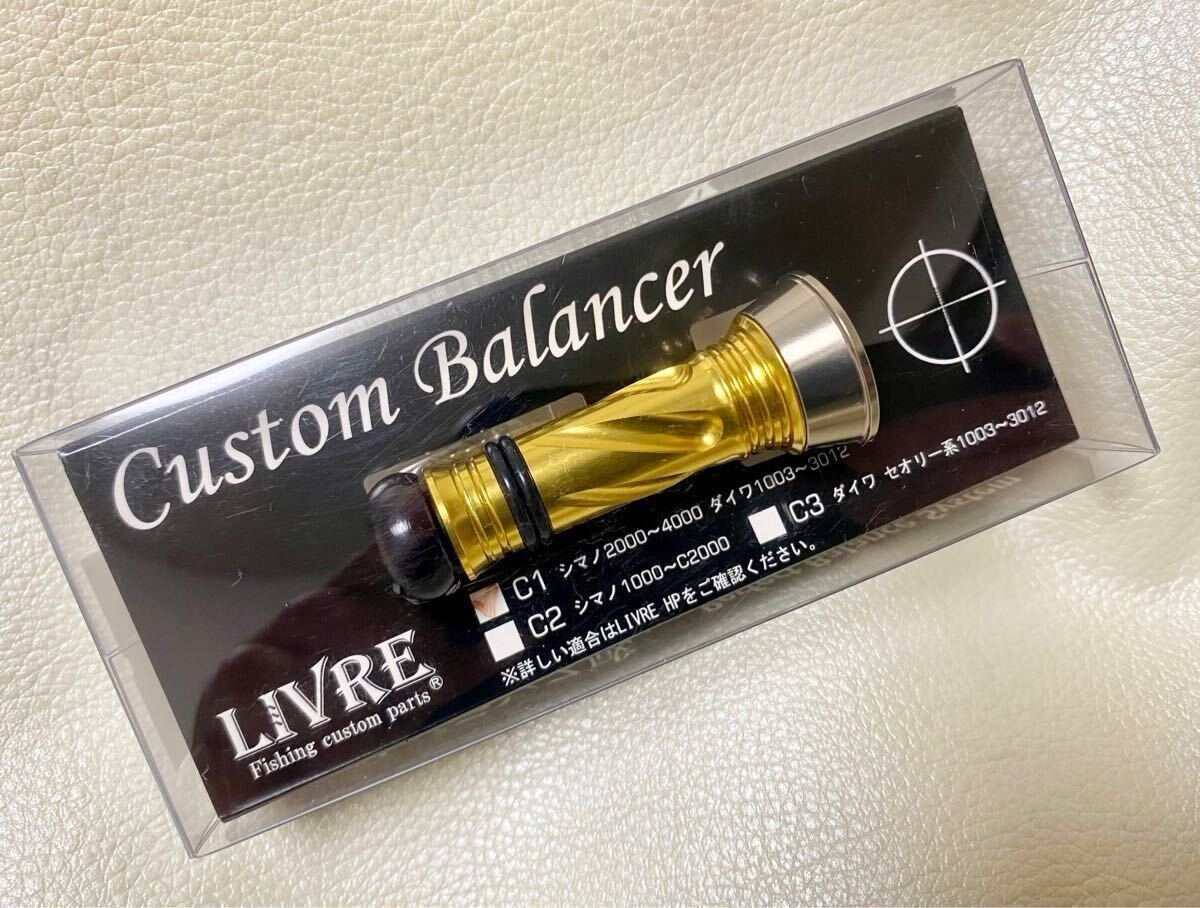 Custom Balancer
C1 シマノ2000～4000 ダイワ1003～3012
C2 シマノ1000～C2000
C3 ダイワ セオリー系1003～3012
※詳しい適合はLIVRE HPをご確認ください。
LIVRE
Fishing custom parts®